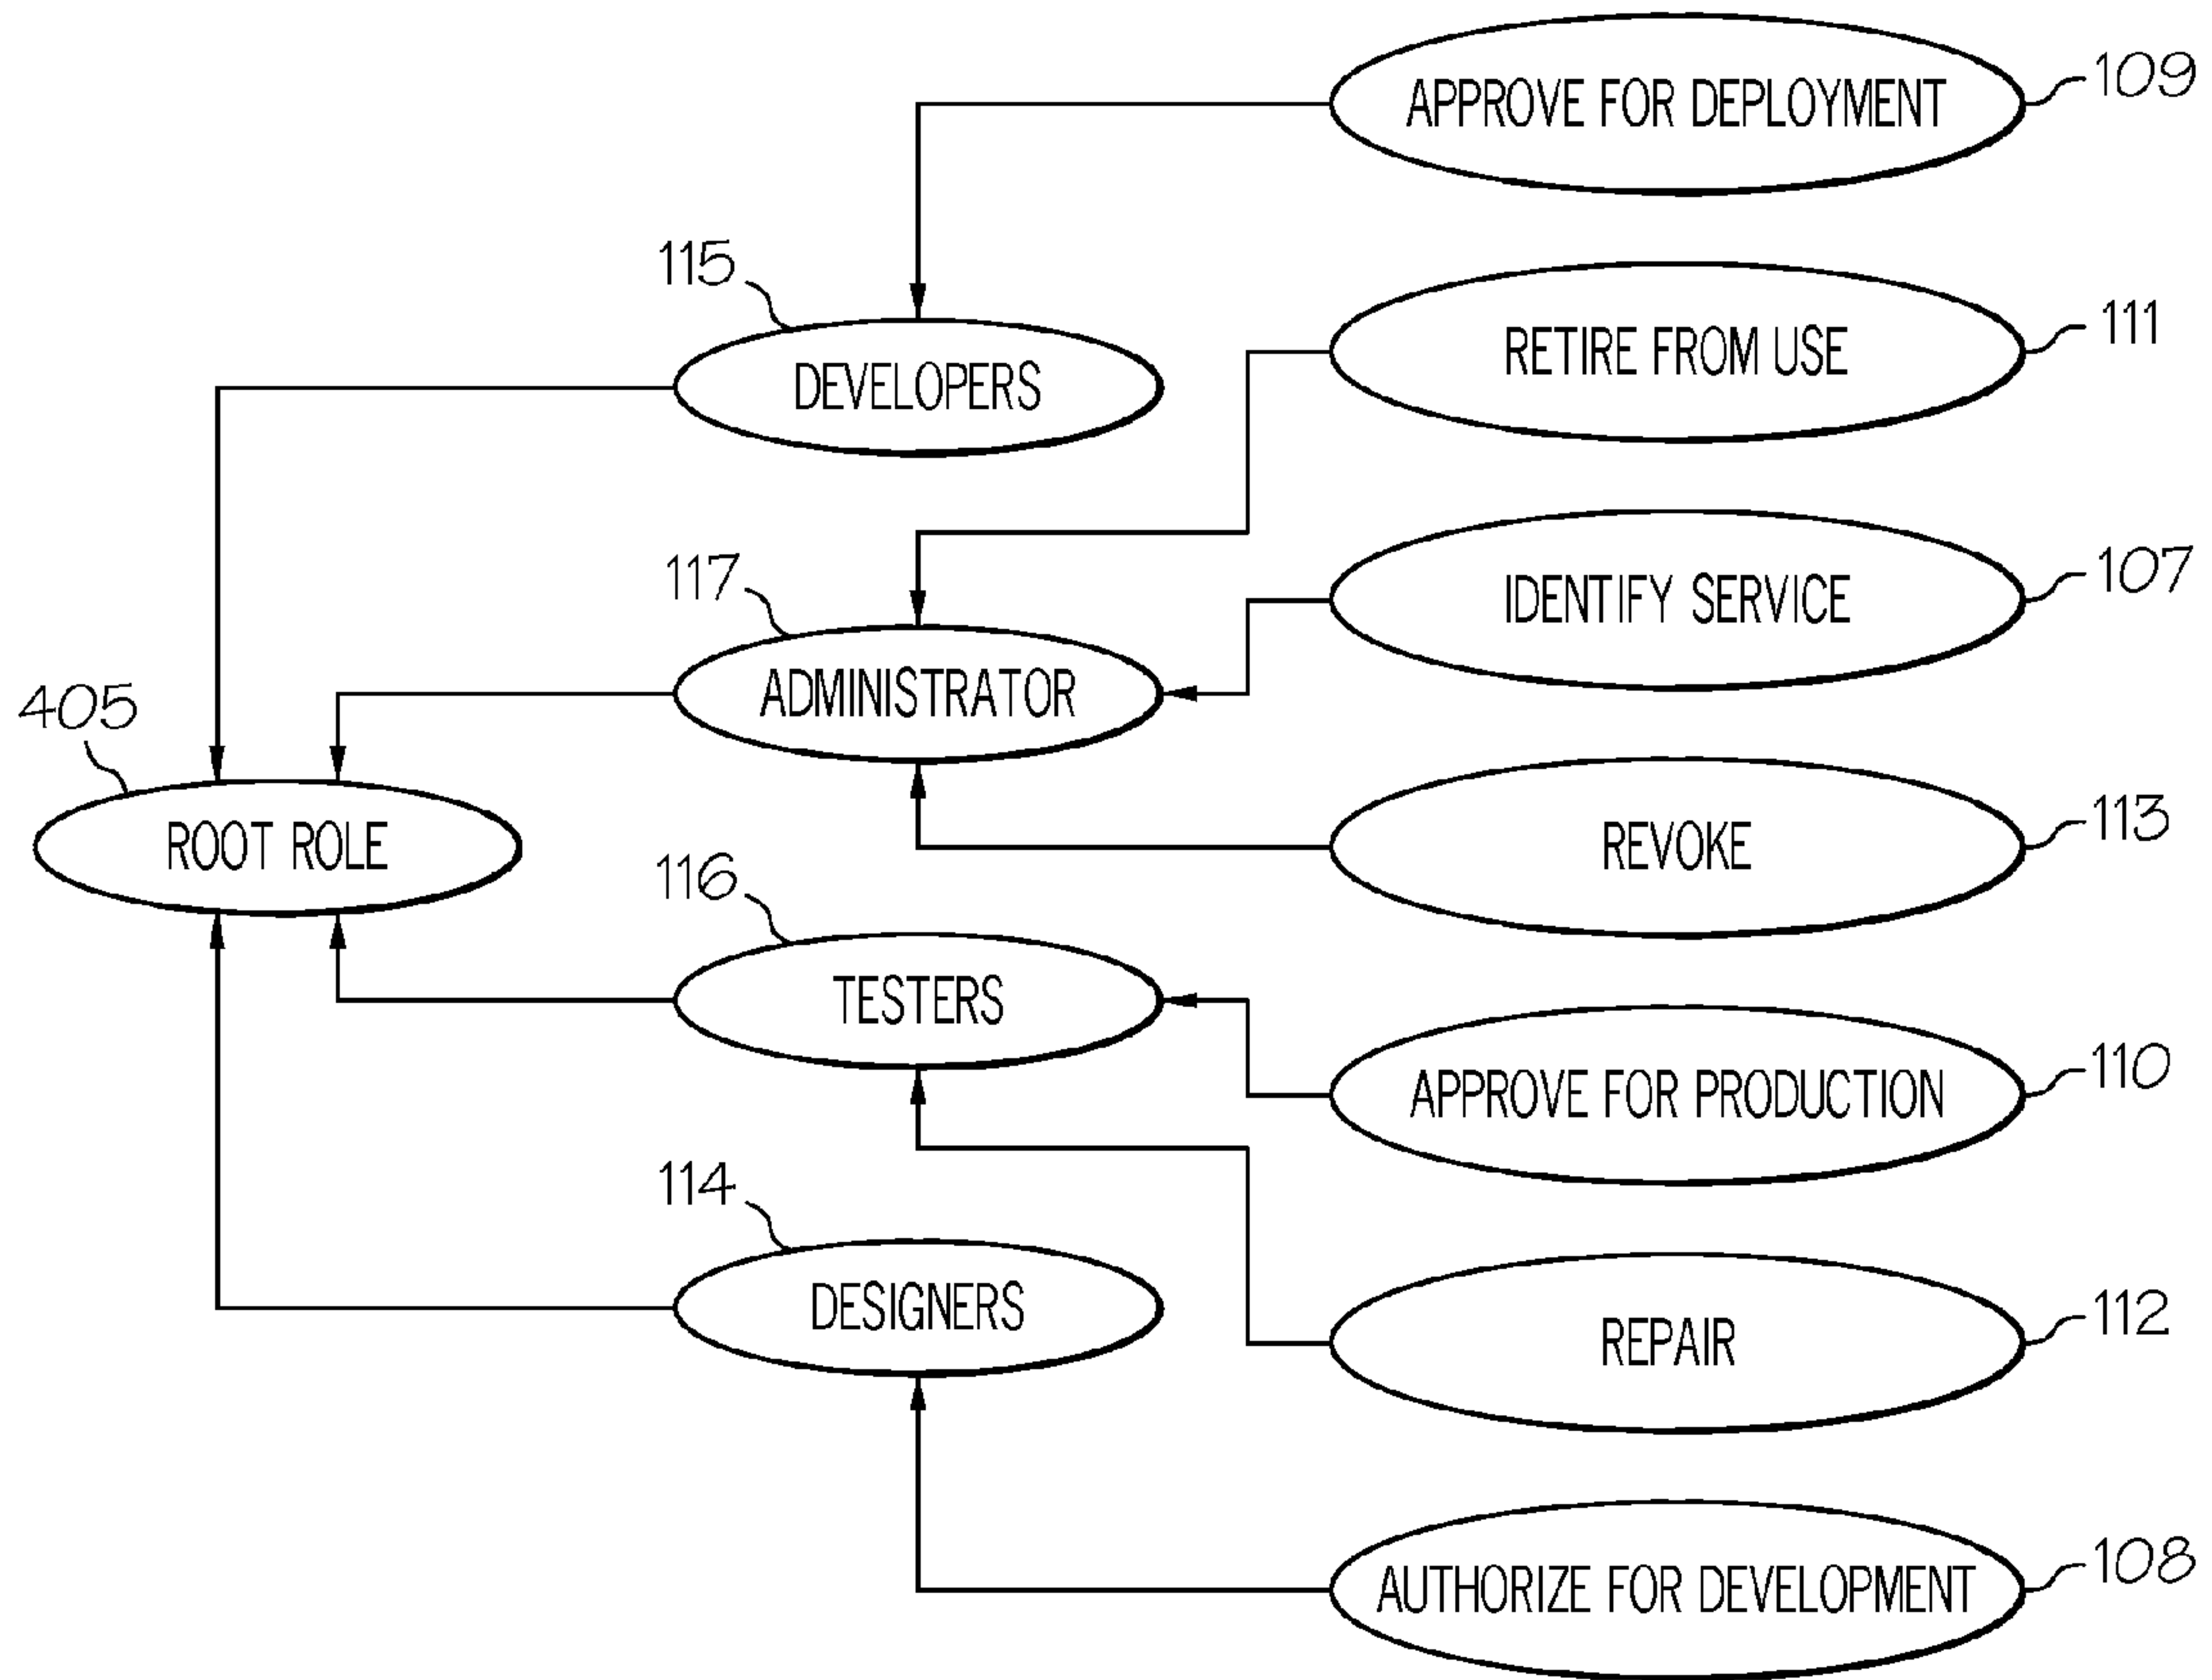 APPROVE FOR DEPLOYMENT
109
115
DEVELOPERS
RETIRE FROM USE
111
117
ADMINISTRATOR
IDENTIFY SERVICE
107
405
ROOT ROLE
REVOKE
113
116
TESTERS
APPROVE FOR PRODUCTION
110
114
DESIGNERS
REPAIR
112
AUTHORIZE FOR DEVELOPMENT
108